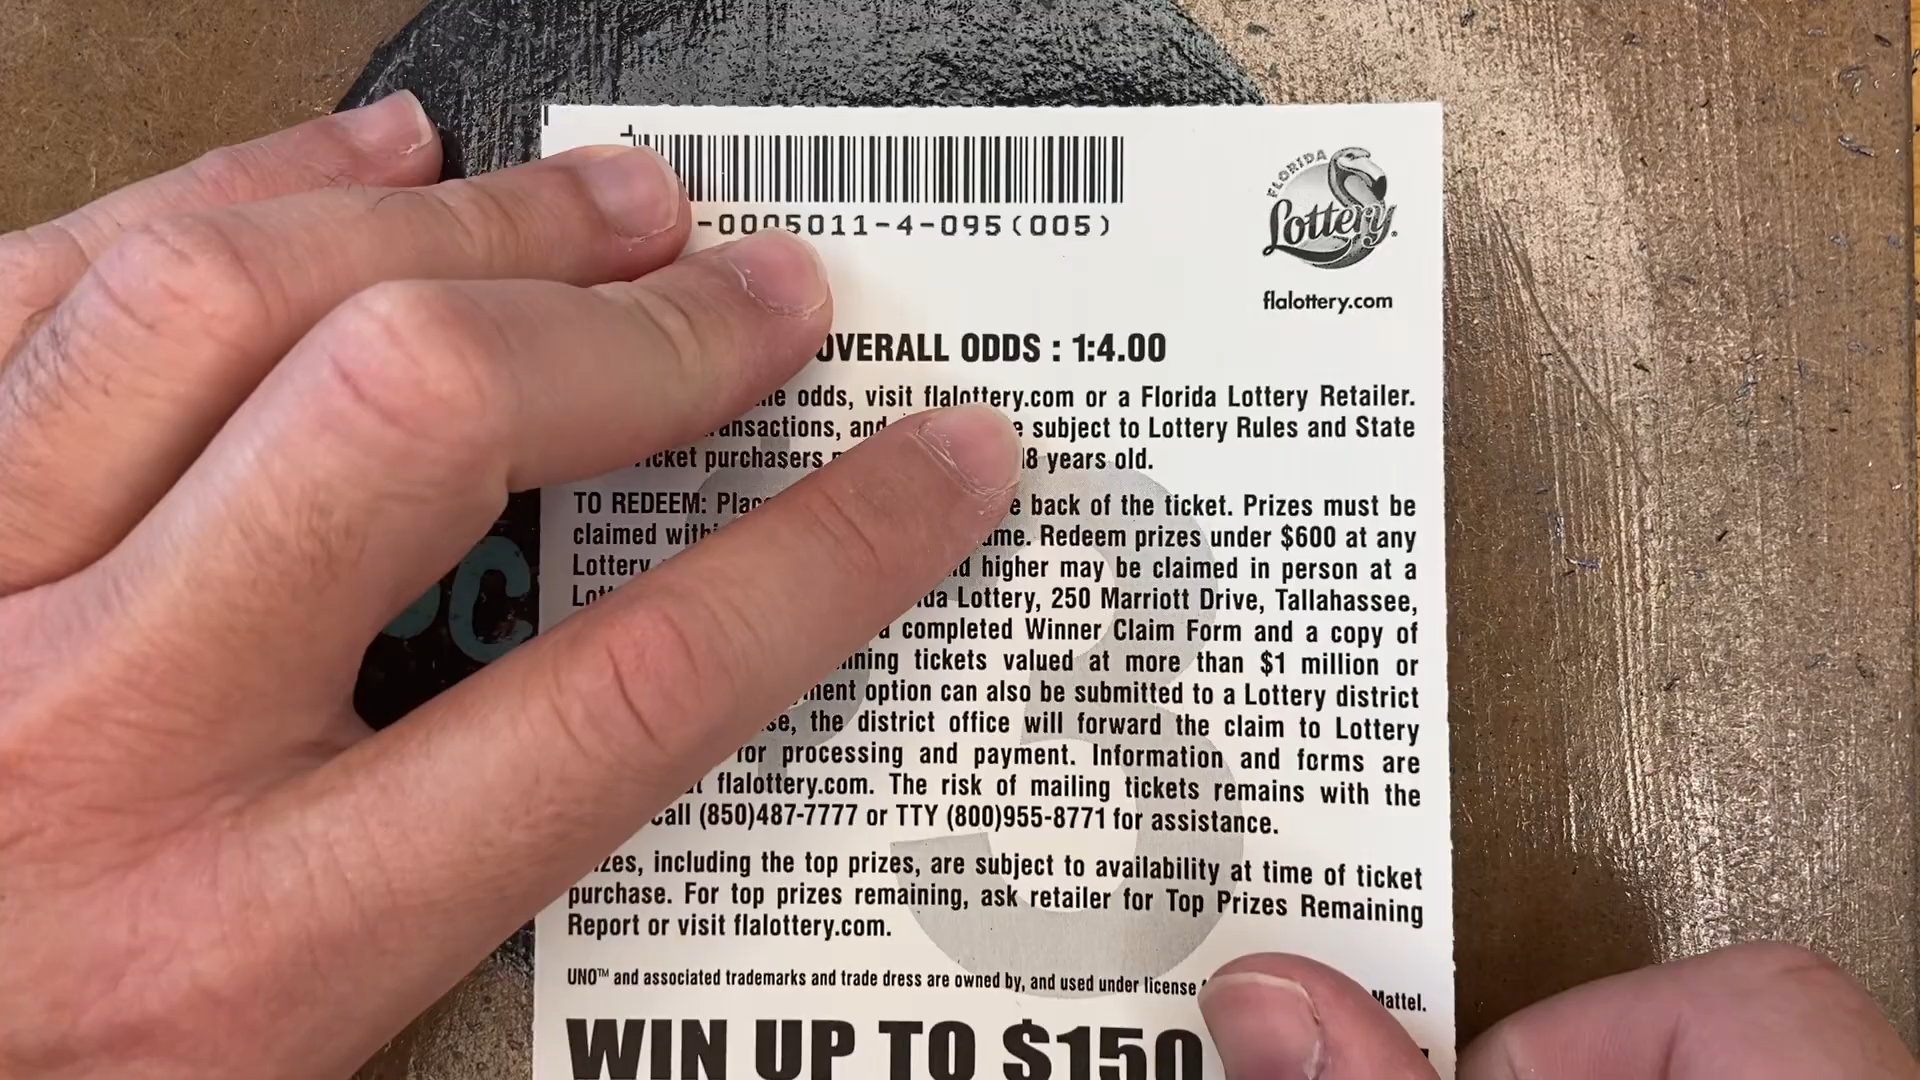 -0005011-4-095(005)
FLORIDA
Lottery
flalottery.com
OVERALL ODDS : 1:4.00
odds, visit flalottery.com or a Florida Lottery Retailer.
and subject to Lottery Rules and State
purchasers 18 years old.
TO REDEEM: back of the ticket. Prizes must be
claimed Redeem prizes under $600 at any
Lottery higher may be claimed in person at a
Lottery, 250 Marriott Drive, Tallahassee,
completed Winner Claim Form and a copy of
tickets valued at more than $1 million or
option can also be submitted to a Lottery district
the district office will forward the claim to Lottery
for processing and payment. Information and forms are
flalottery.com. The risk of mailing tickets remains with the
call (850)487-7777 or TTY (800)955-8771 for assistance.
including the top prizes, are subject to availability at time of ticket
purchase. For top prizes remaining, ask retailer for Top Prizes Remaining
Report or visit flalottery.com.
UNO™ and associated trademarks and trade dress are owned by, and used under license Mattel.
WIN UP TO $150